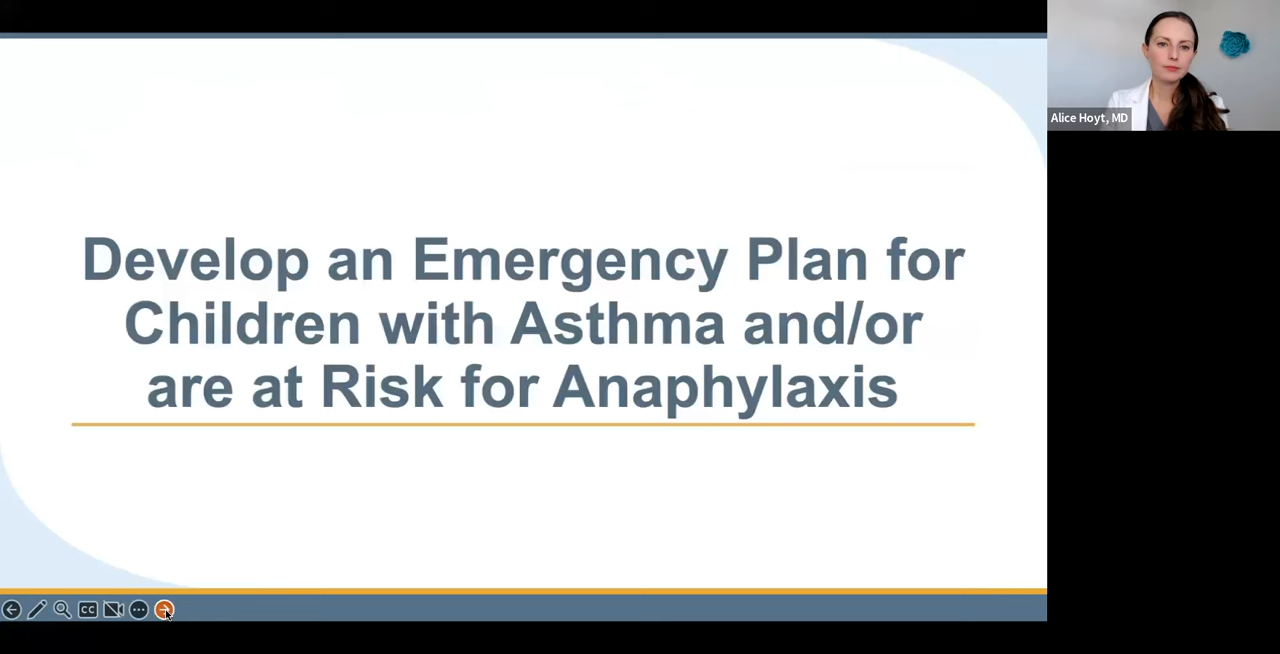 Develop an Emergency Plan for
Children with Asthma and/or
are at Risk for Anaphylaxis
Alice Hoyt, MD
CC